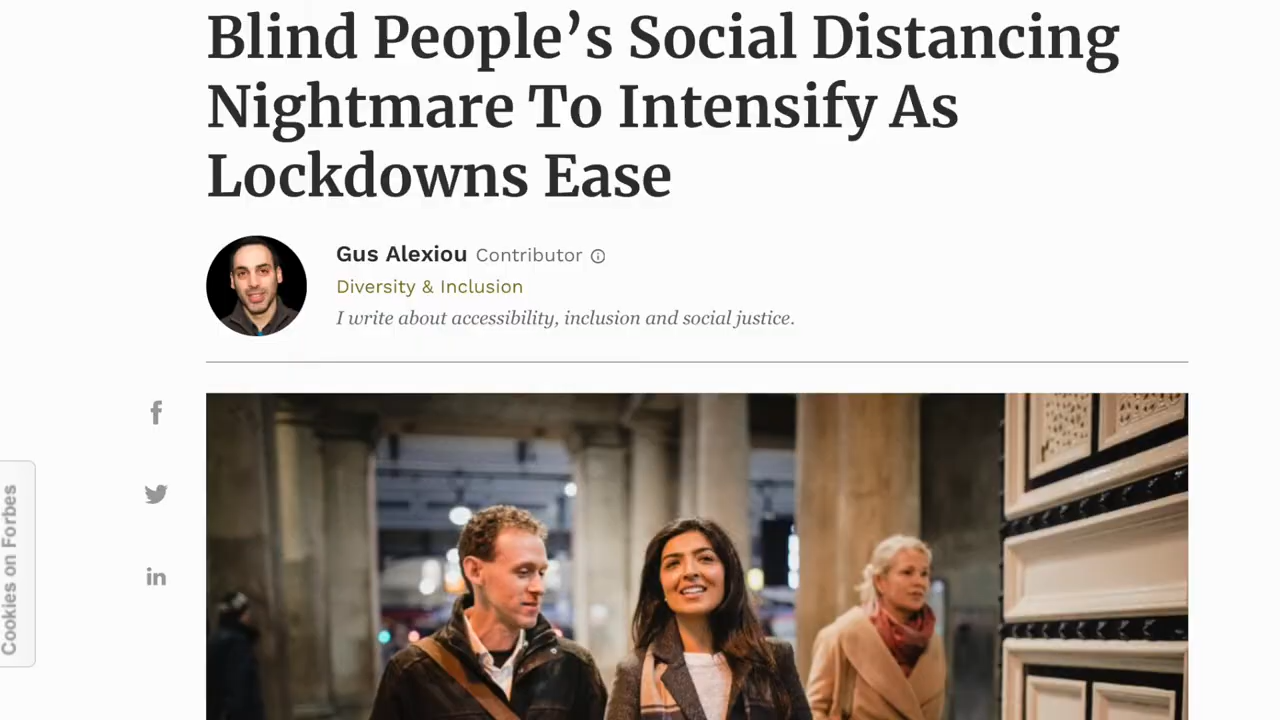 Blind People’s Social Distancing
Nightmare To Intensify As
Lockdowns Ease
Gus Alexiou Contributor
Diversity & Inclusion
I write about accessibility, inclusion and social justice.
Cookies on Forbes